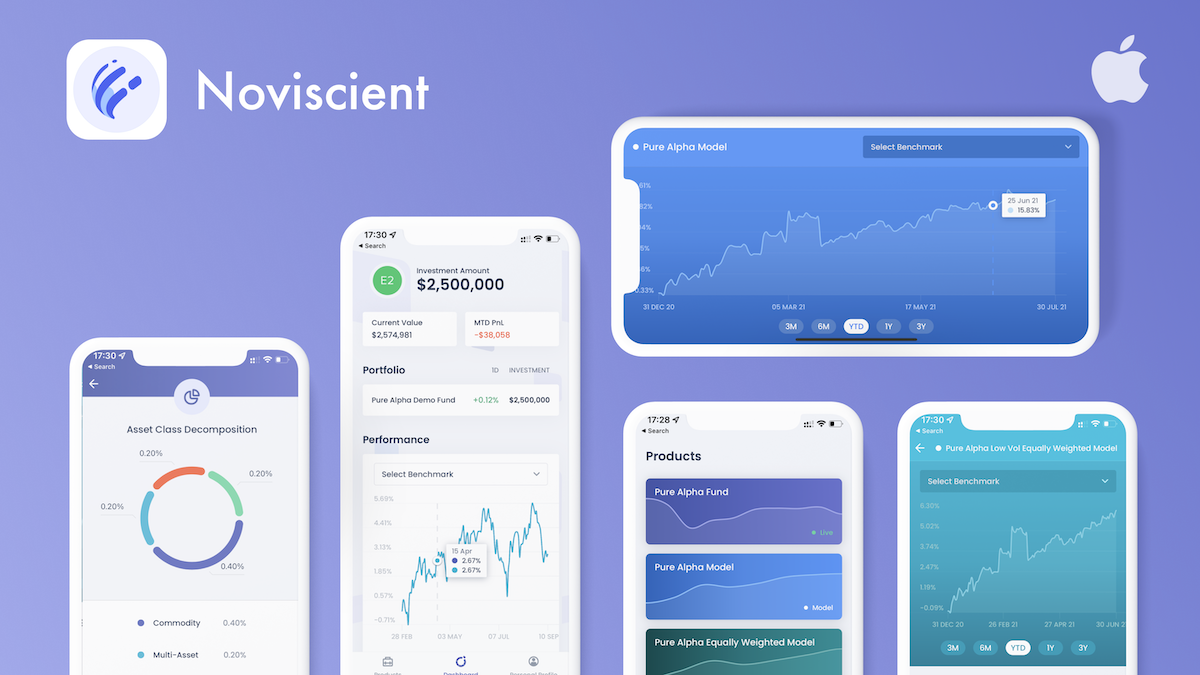 Noviscient
17:30
Search
Asset Class Decomposition
0.20%
0.20%
0.20%
0.40%
Commodity 0.40%
Multi-Asset 0.20%
17:30
Search
E2
Investment Amount
$2,500,000
Current Value
$2,574,981
MTD PnL
-$38,058
Portfolio 1D INVESTMENT
Pure Alpha Demo Fund +0.12% $2,500,000
Performance
Select Benchmark
5.69%
4.41%
3.13%
1.85%
0.57%
-0.71%
15 Apr
2.67%
2.67%
28 FEB 03 MAY 07 JUL 10 SEP
Products Dashboard Personal Profile
Pure Alpha Model
Select Benchmark
.61%
82%
94%
5%
6%
0.33%
25 Jun 21
15.83%
31 DEC 20 05 MAR 21 17 MAY 21 30 JUL 21
3M 6M YTD 1Y 3Y
17:28
Search
Products
Pure Alpha Fund
Live
Pure Alpha Model
Model
Pure Alpha Equally Weighted Model
17:30
Search
Pure Alpha Low Vol Equally Weighted Model
Select Benchmark
6.30%
5.02%
3.74%
2.47%
1.19%
-0.09%
31 DEC 20 26 FEB 21 27 APR 21 30 JUN 2
3M 6M YTD 1Y 3Y